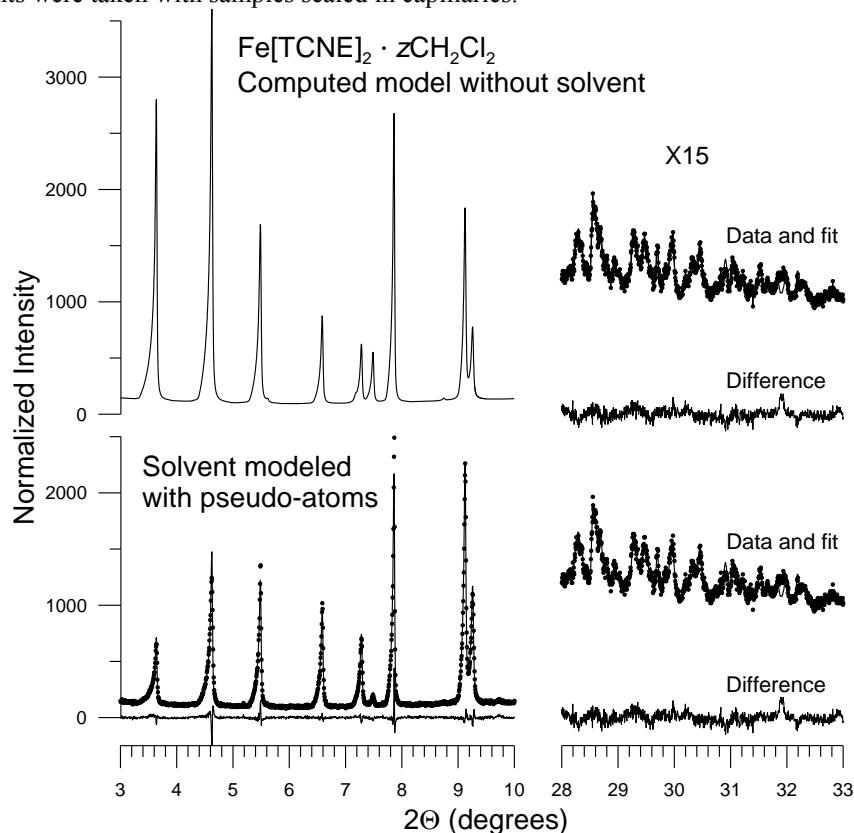 ts were taken with samples sealed in capillaries.
Fe[TCNE]₂ · zCH₂Cl₂
Computed model without solvent
X15
Data and fit
Difference
3000
2000
1000
0
Normalized Intensity
Solvent modeled
with pseudo-atoms
Data and fit
Difference
2000
1000
0
3 4 5 6 7 8 9 10
28 29 30 31 32 33
2Θ (degrees)